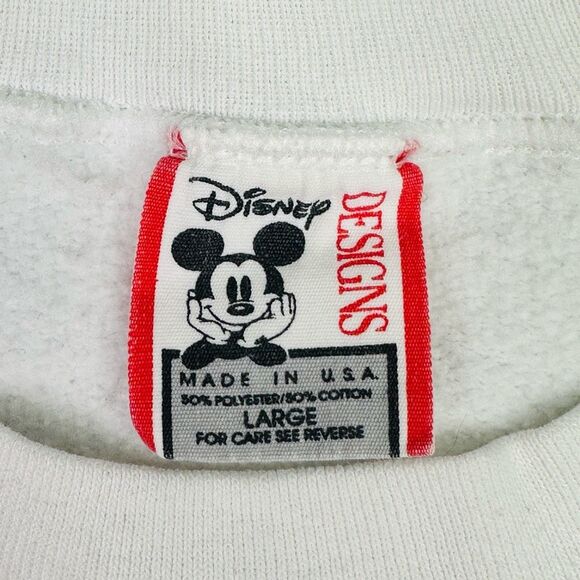 Disney
DESIGNS
MADE IN U.S.A.
50% POLYESTER/50% COTTON
LARGE
FOR CARE SEE REVERSE